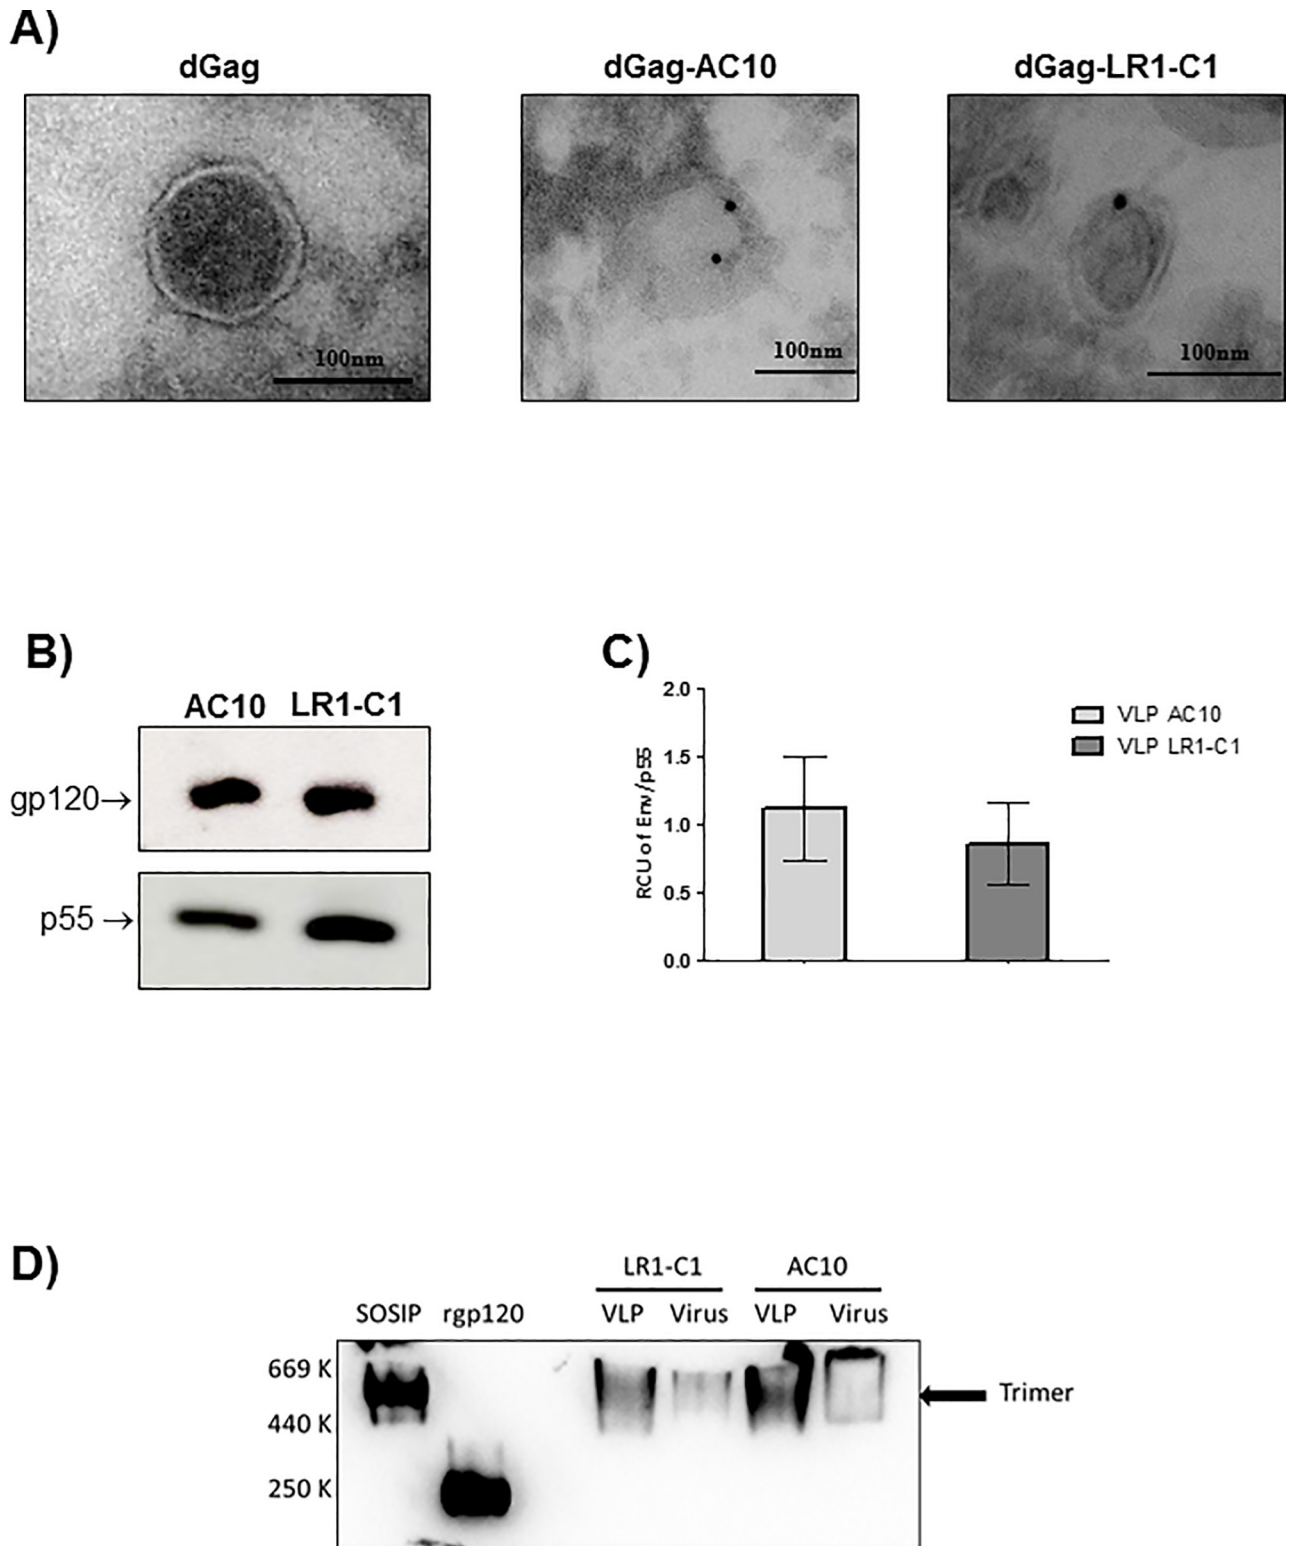 A)
dGag dGag-AC10 dGag-LR1-C1
100nm 100nm 100nm
B)
AC10 LR1-C1
gp120→
p55→
C)
2.0
1.5
1.0
0.5
0.0
RCU of Env/p55
VLP AC10
VLP LR1-C1
D)
LR1-C1 AC10
SOSIP rgp120 VLP Virus VLP Virus
669 K
440 K
250 K
Trimer